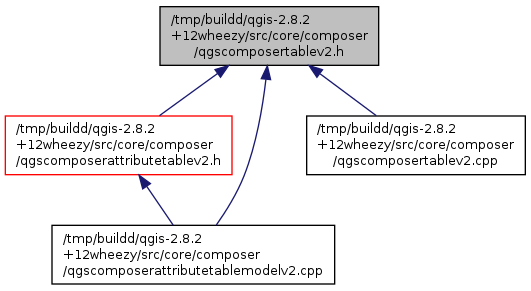 /tmp/buildd/qgis-2.8.2
+12wheezy/src/core/composer
/qgscomposertablev2.h
/tmp/buildd/qgis-2.8.2
+12wheezy/src/core/composer
/qgscomposerattributetablev2.h
/tmp/buildd/qgis-2.8.2
+12wheezy/src/core/composer
/qgscomposertablev2.cpp
/tmp/buildd/qgis-2.8.2
+12wheezy/src/core/composer
/qgscomposerattributetablemodelv2.cpp